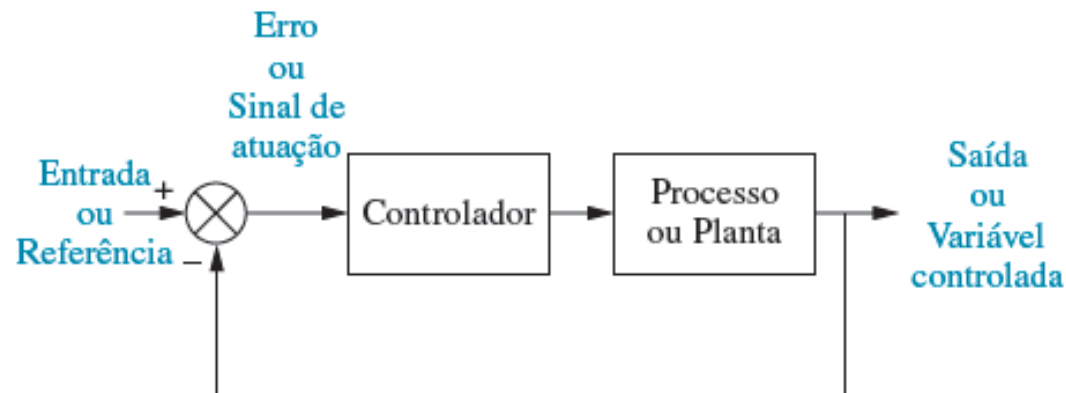 Erro
ou
Sinal de
atuação
Entrada
ou
Referência
+
−
Controlador
Processo
ou Planta
Saída
ou
Variável
controlada